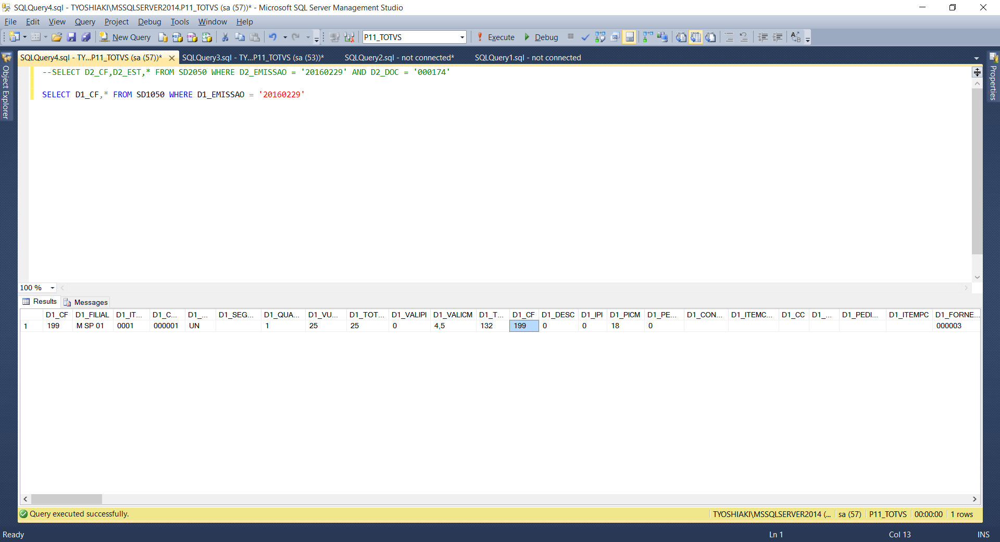 SQLQuery4.sql - TYOSHIAKI\MSSQLSERVER2014.P11_TOTVS (sa (57))* - Microsoft SQL Server Management Studio
File Edit View Query Project Debug Tools Window Help
New Query P11_TOTVS Execute Debug
SQLQuery4.sql - TY...P11_TOTVS (sa (57))* SQLQuery3.sql - TY...P11_TOTVS (sa (53))* SQLQuery2.sql - not connected* SQLQuery1.sql - not connected
Object Explorer
Properties
--SELECT D2_CF,D2_EST,* FROM SD2050 WHERE D2_EMISSAO = '20160229' AND D2_DOC = '000174'
SELECT D1_CF,* FROM SD1050 WHERE D1_EMISSAO = '20160229'
100 %
Results Messages
D1_CF D1_FILIAL D1_IT... D1_C... D1_... D1_SEG... D1_QUA... D1_VU... D1_TOT... D1_VALIPI D1_VALICM D1_T... D1_CF D1_DESC D1_IPI D1_PICM D1_PE... D1_CON... D1_ITEMC... D1_CC D1_... D1_PEDI... D1_ITEMPC D1_FORNE...
1 199 M SP 01 0001 000001 UN 1 25 25 0 4,5 132 199 0 0 18 0 000003
Query executed successfully. TYOSHIAKI\MSSQLSERVER2014 (... sa (57) P11_TOTVS 00:00:00 1 rows
Ready Ln 1 Col 13 INS